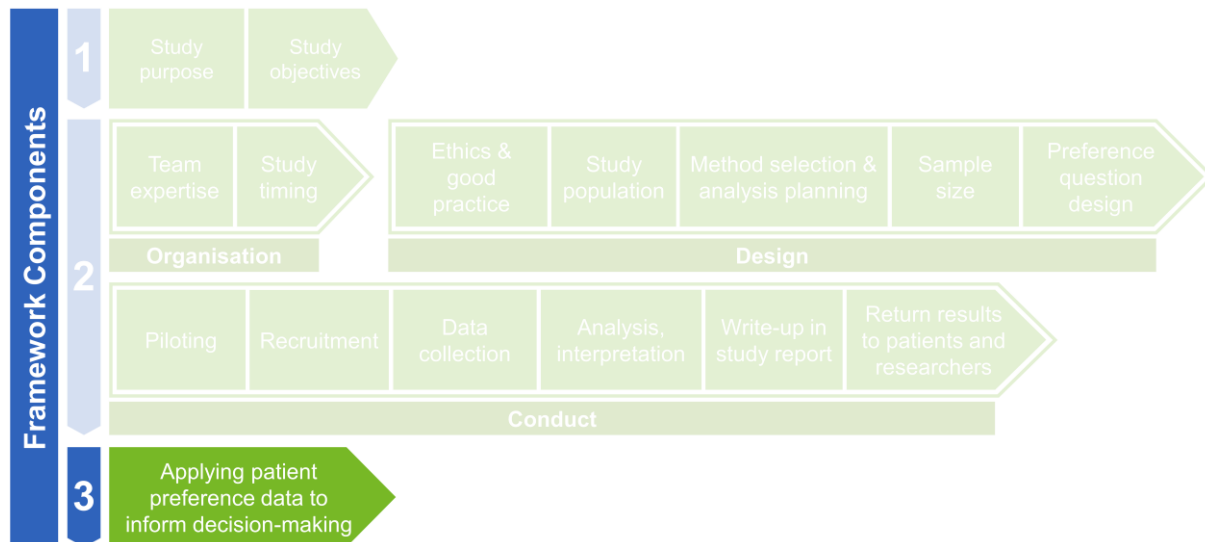 Framework Components
1
Study
purpose
Study
objectives
2
Team
expertise
Study
timing
Organisation
Ethics &
good
practice
Study
population
Method selection &
analysis planning
Sample
size
Preference
question
design
Design
Piloting
Recruitment
Data
collection
Analysis,
interpretation
Write-up in
study report
Return results
to patients and
researchers
Conduct
3
Applying patient
preference data to
inform decision-making